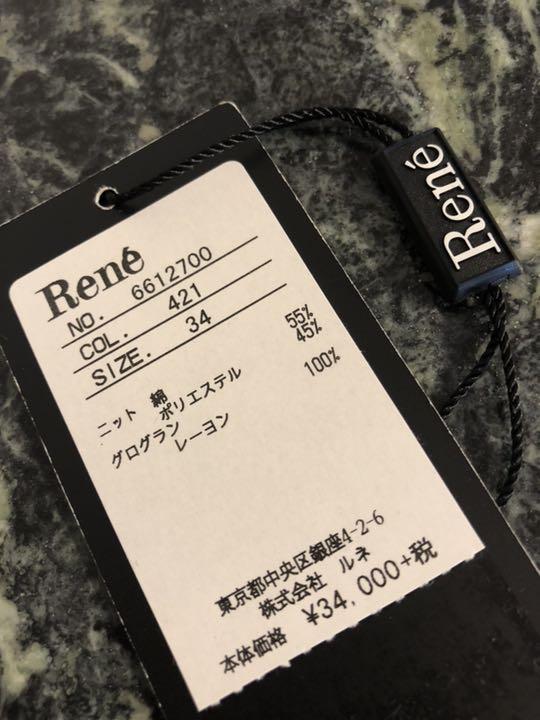 René
René
NO. 6612700
COL. 421
SIZE. 34
ニット 綿 55%
ポリエステル 45%
グログラン
レーヨン 100%
東京都中央区銀座4-2-6
株式会社 ルネ
本体価格 ¥34,000+税